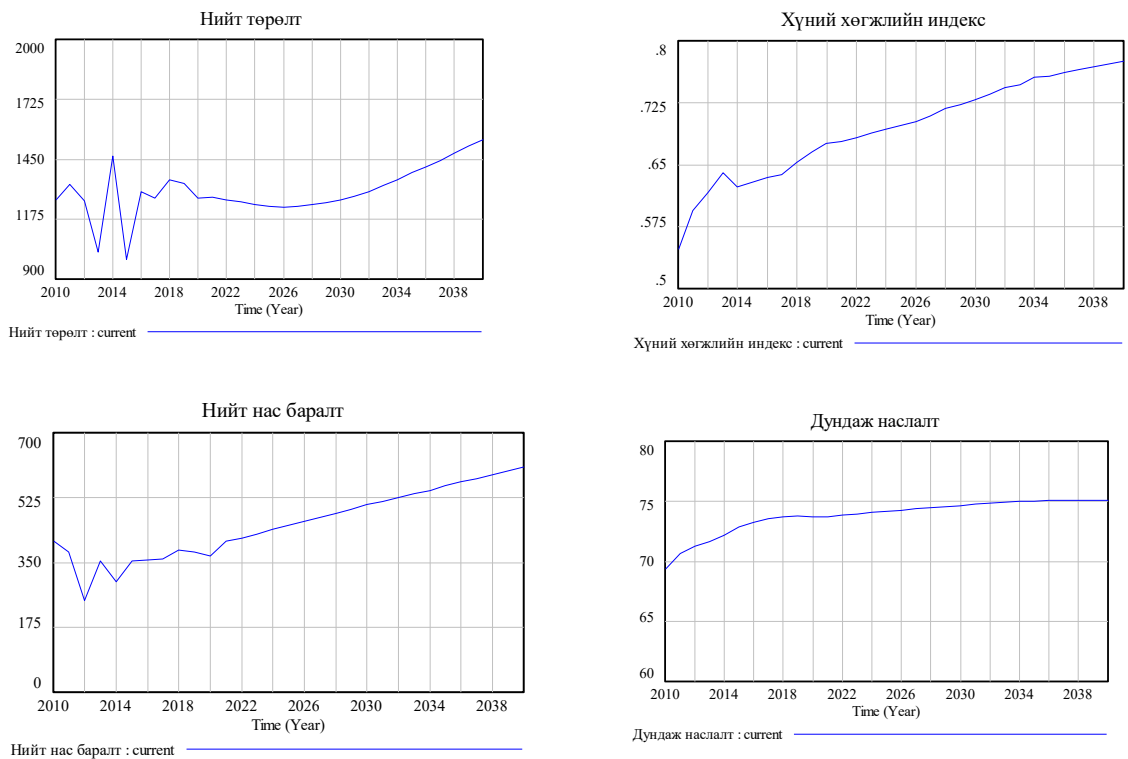 Нийт төрөлт
2000
1725
1450
1175
900
2010 2014 2018 2022 2026 2030 2034 2038
Time (Year)
Нийт төрөлт : current
Хүний хөгжлийн индекс
.8
.725
.65
.575
.5
2010 2014 2018 2022 2026 2030 2034 2038
Time (Year)
Хүний хөгжлийн индекс : current
Нийт нас баралт
700
525
350
175
0
2010 2014 2018 2022 2026 2030 2034 2038
Time (Year)
Нийт нас баралт : current
Дундаж наслалт
80
75
70
65
60
2010 2014 2018 2022 2026 2030 2034 2038
Time (Year)
Дундаж наслалт : current